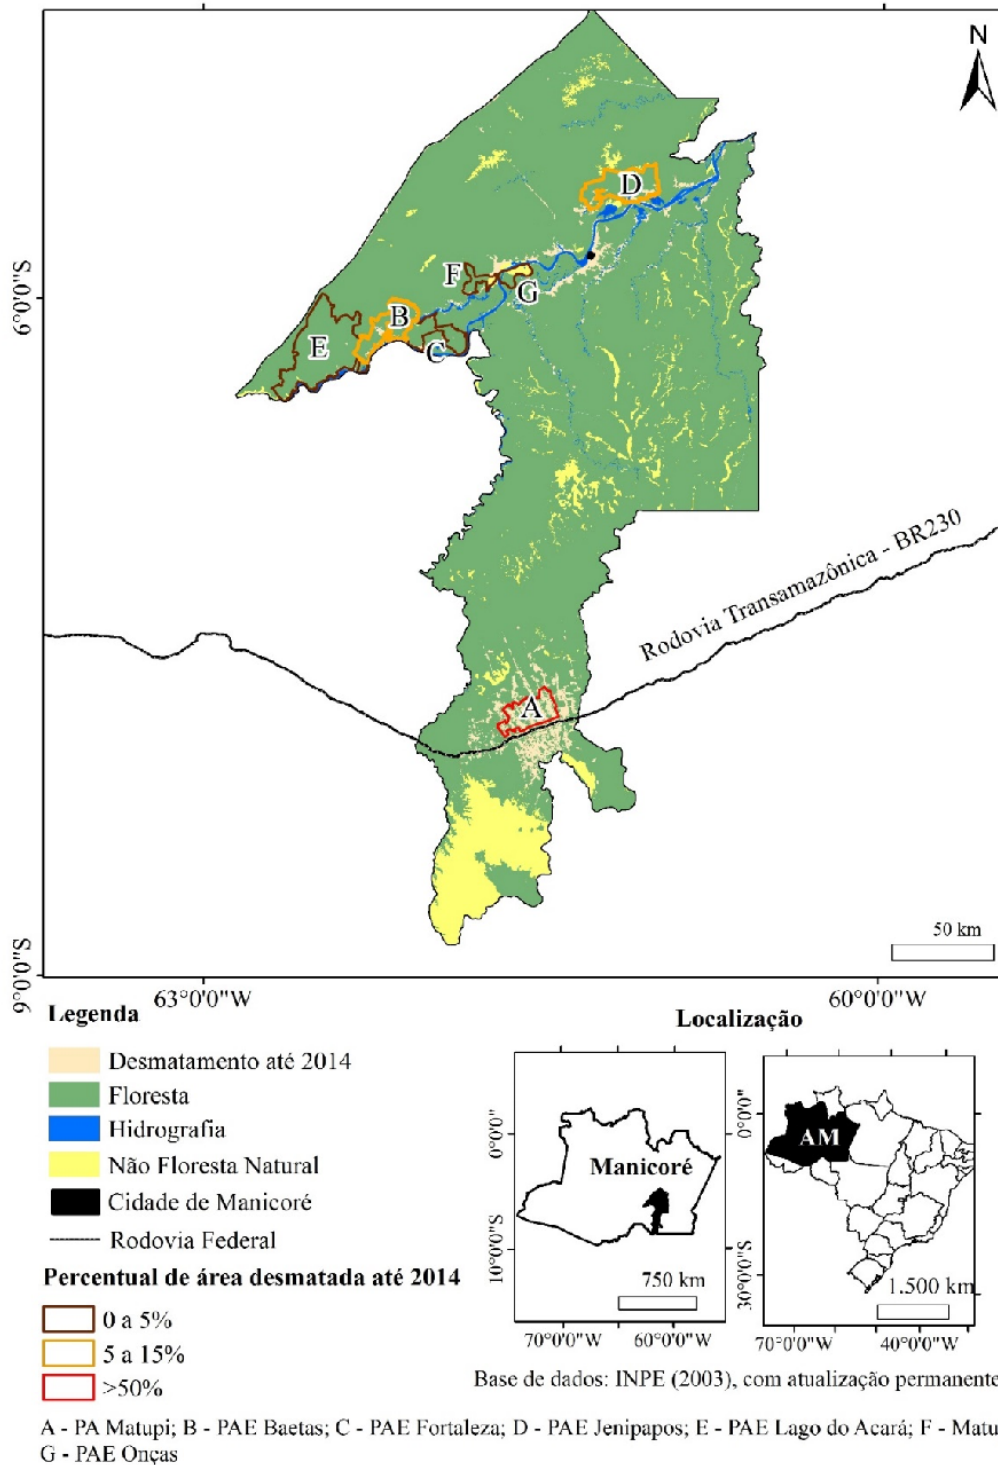 N
D
F
G
6°0'0"S
B
E
C
Rodovia Transamazônica - BR230
A
50 km
9°0'0"S
63°0'0"W
60°0'0"W
Legenda
Desmatamento até 2014
Floresta
Hidrografia
Não Floresta Natural
Cidade de Manicoré
Rodovia Federal
Percentual de área desmatada até 2014
0 a 5%
5 a 15%
>50%
Localização
0°0'0"
10°0'0"S
Manicoré
750 km
70°0'0"W 60°0'0"W
0°0'0"
30°0'0"S
AM
1.500 km
70°0'0"W 40°0'0"W
Base de dados: INPE (2003), com atualização permanente
A - PA Matupi; B - PAE Baetas; C - PAE Fortaleza; D - PAE Jenipapos; E - PAE Lago do Acará; F - Matu
G - PAE Onças